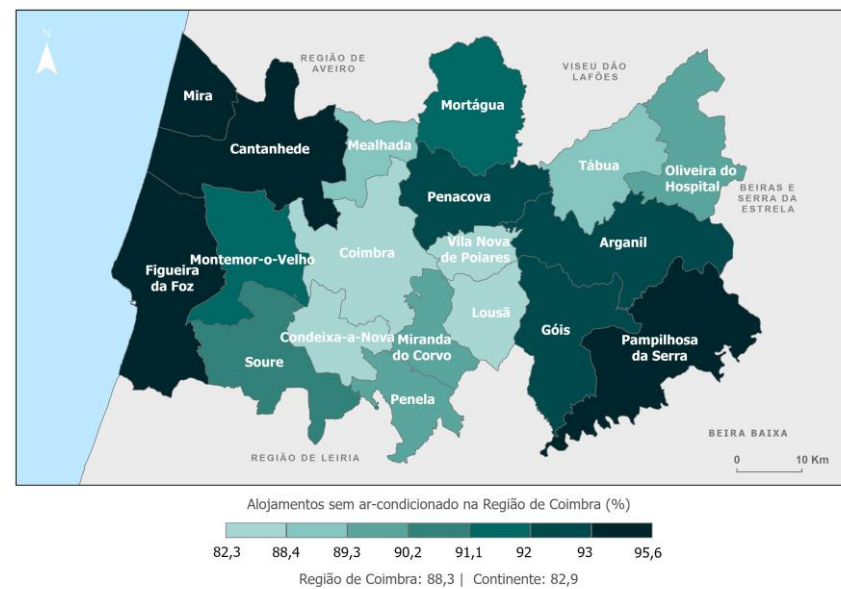 N
REGIÃO DE
AVEIRO
VISEU DÃO
LAFÕES
Mira
Mortágua
Cantanhede
Mealhada
Tábua
Oliveira do
Hospital
Penacova
BEIRAS E
SERRA DA
ESTRELA
Vila Nova
de Poiares
Arganil
Coimbra
Montemor-o-Velho
Figueira
da Foz
Lousã
Góis
Condeixa-a-Nova
Miranda
do Corvo
Pampilhosa
da Serra
Soure
Penela
BEIRA BAIXA
REGIÃO DE LEIRIA
0 10 Km
Alojamentos sem ar-condicionado na Região de Coimbra (%)
82,3 88,4 89,3 90,2 91,1 92 93 95,6
Região de Coimbra: 88,3 | Continente: 82,9